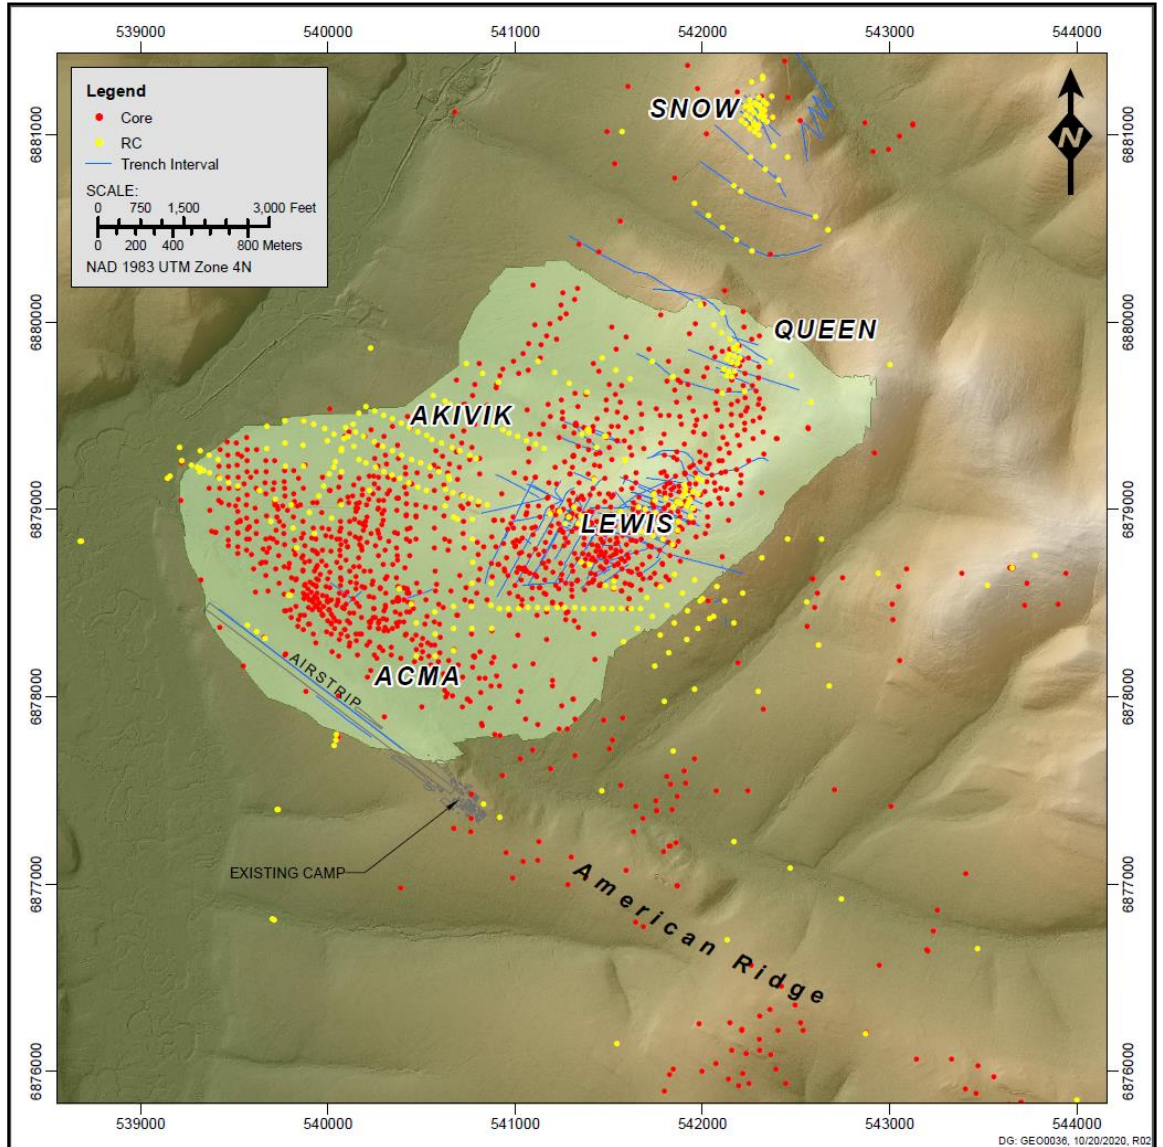 539000 540000 541000 542000 543000 544000
Legend
Core
RC
Trench Interval
SCALE:
0 750 1,500 3,000 Feet
0 200 400 800 Meters
NAD 1983 UTM Zone 4N
N
SNOW
QUEEN
AKIVIK
LEWIS
ACMA
AIRSTRIP
EXISTING CAMP
American Ridge
6881000
6880000
6879000
6878000
6877000
6876000
6881000
6880000
6879000
6878000
6877000
6876000
539000 540000 541000 542000 543000 544000
DG: GEO0036, 10/20/2020, R02